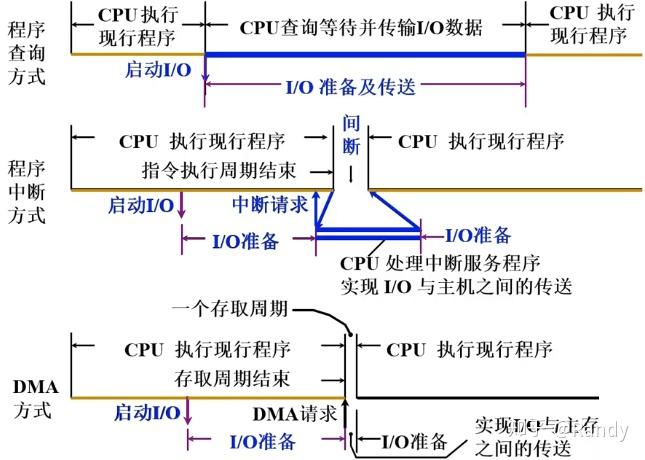 程序
查询
方式
CPU 执行
现行程序
CPU查询等待并传输I/O数据
CPU 执行
现行程序
启动I/O
I/O 准备及传送
程序
中断
方式
CPU 执行现行程序
间
断
CPU 执行现行程序
指令执行周期结束
启动I/O
中断请求
I/O准备
I/O准备
CPU 处理中断服务程序
实现 I/O 与主机之间的传送
一个存取周期
DMA
方式
CPU 执行现行程序
CPU 执行现行程序
存取周期结束
启动I/O
DMA请求
I/O准备
I/O准备
实现I/O与主存
之间的传送
知乎 @Randy